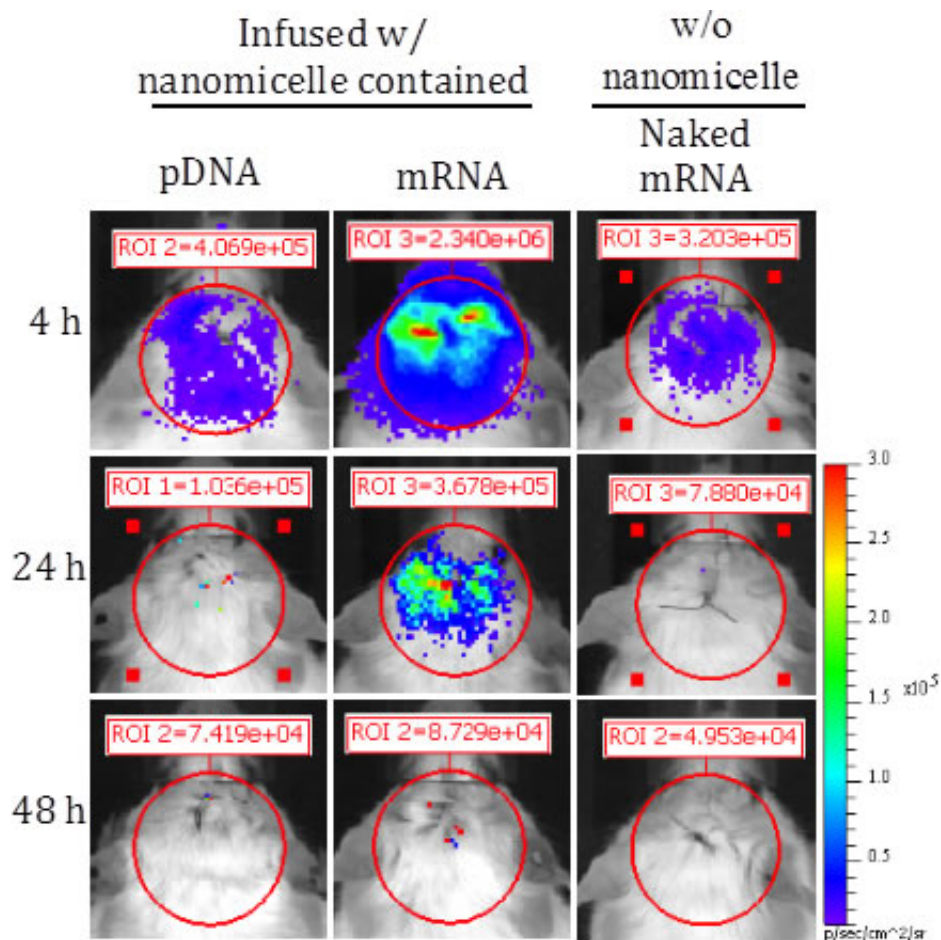 Infused w/
nanomicelle contained
w/o
nanomicelle
pDNA
mRNA
Naked
mRNA
4 h
ROI 2=4.069e+05
ROI 3=2.340e+06
ROI 3=3.203e+05
24 h
ROI 1=1.036e+05
ROI 3=3.678e+05
ROI 3=7.880e+04
48 h
ROI 2=7.419e+04
ROI 2=8.729e+04
ROI 2=4.953e+04
3.0
2.5
2.0
1.5
x10^5
1.0
0.5
p/sec/cm^2/sr